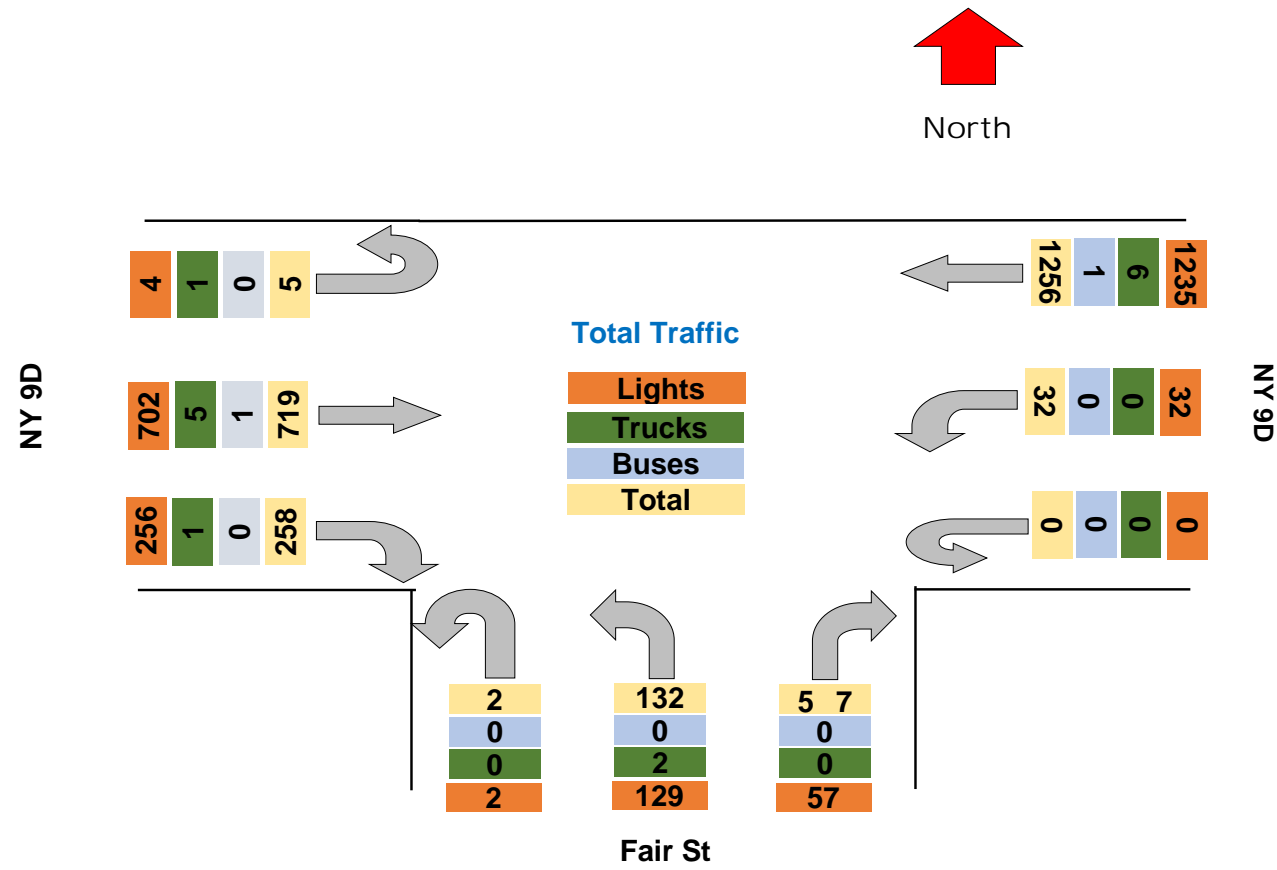 North
4 1 0 5
1256 1 6 1235
Total Traffic
NY 9D
702 5 1 719
Lights
Trucks
Buses
Total
32 0 0 32
NY 9D
256 1 0 258
0 0 0 0
2
0
0
2
132
0
2
129
5 7
0
0
57
Fair St